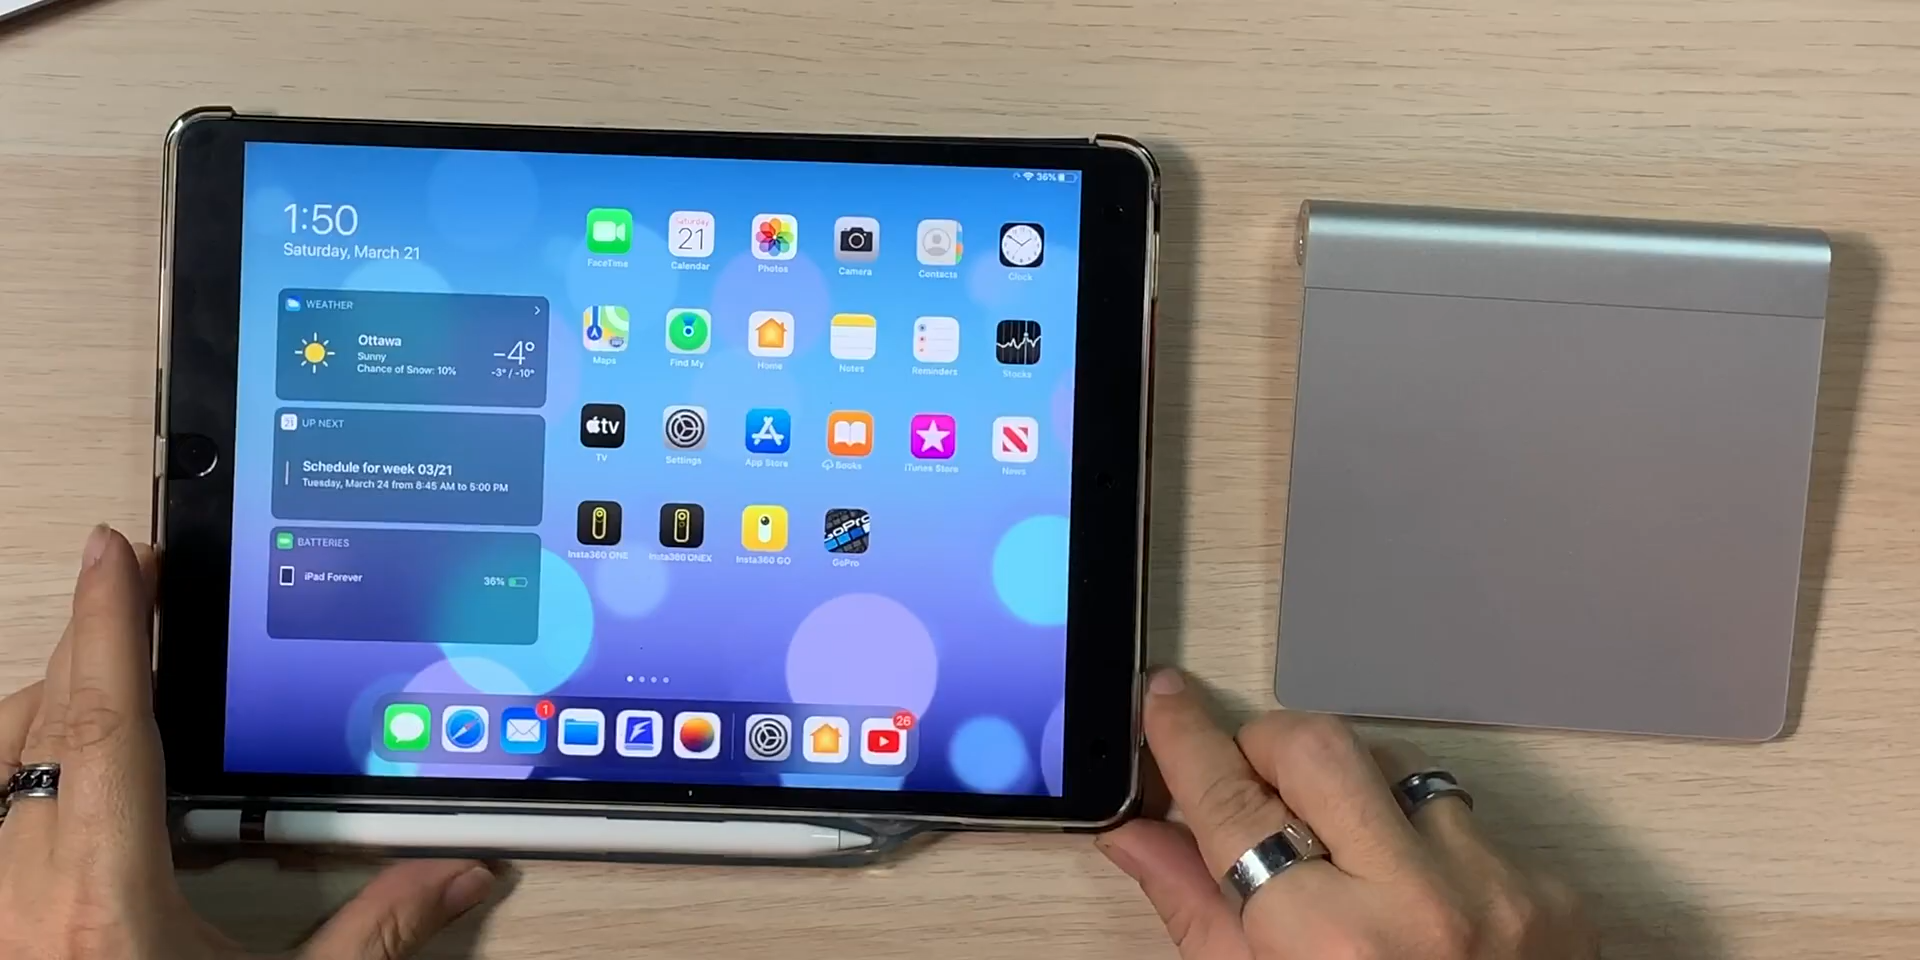 36%
1:50
Saturday, March 21
WEATHER
Ottawa
Sunny
Chance of Snow: 10%
-4°
-3° / -10°
UP NEXT
Schedule for week 03/21
Tuesday, March 24 from 8:45 AM to 5:00 PM
BATTERIES
iPad Forever
36%
Saturday
21
FaceTime
Calendar
Photos
Camera
Contacts
Clock
Maps
Find My
Home
Notes
Reminders
Stocks
tv
TV
Settings
App Store
Books
iTunes Store
News
GoPro
Insta360 ONE
Insta360 ONEX
Insta360 GO
GoPro
1
26